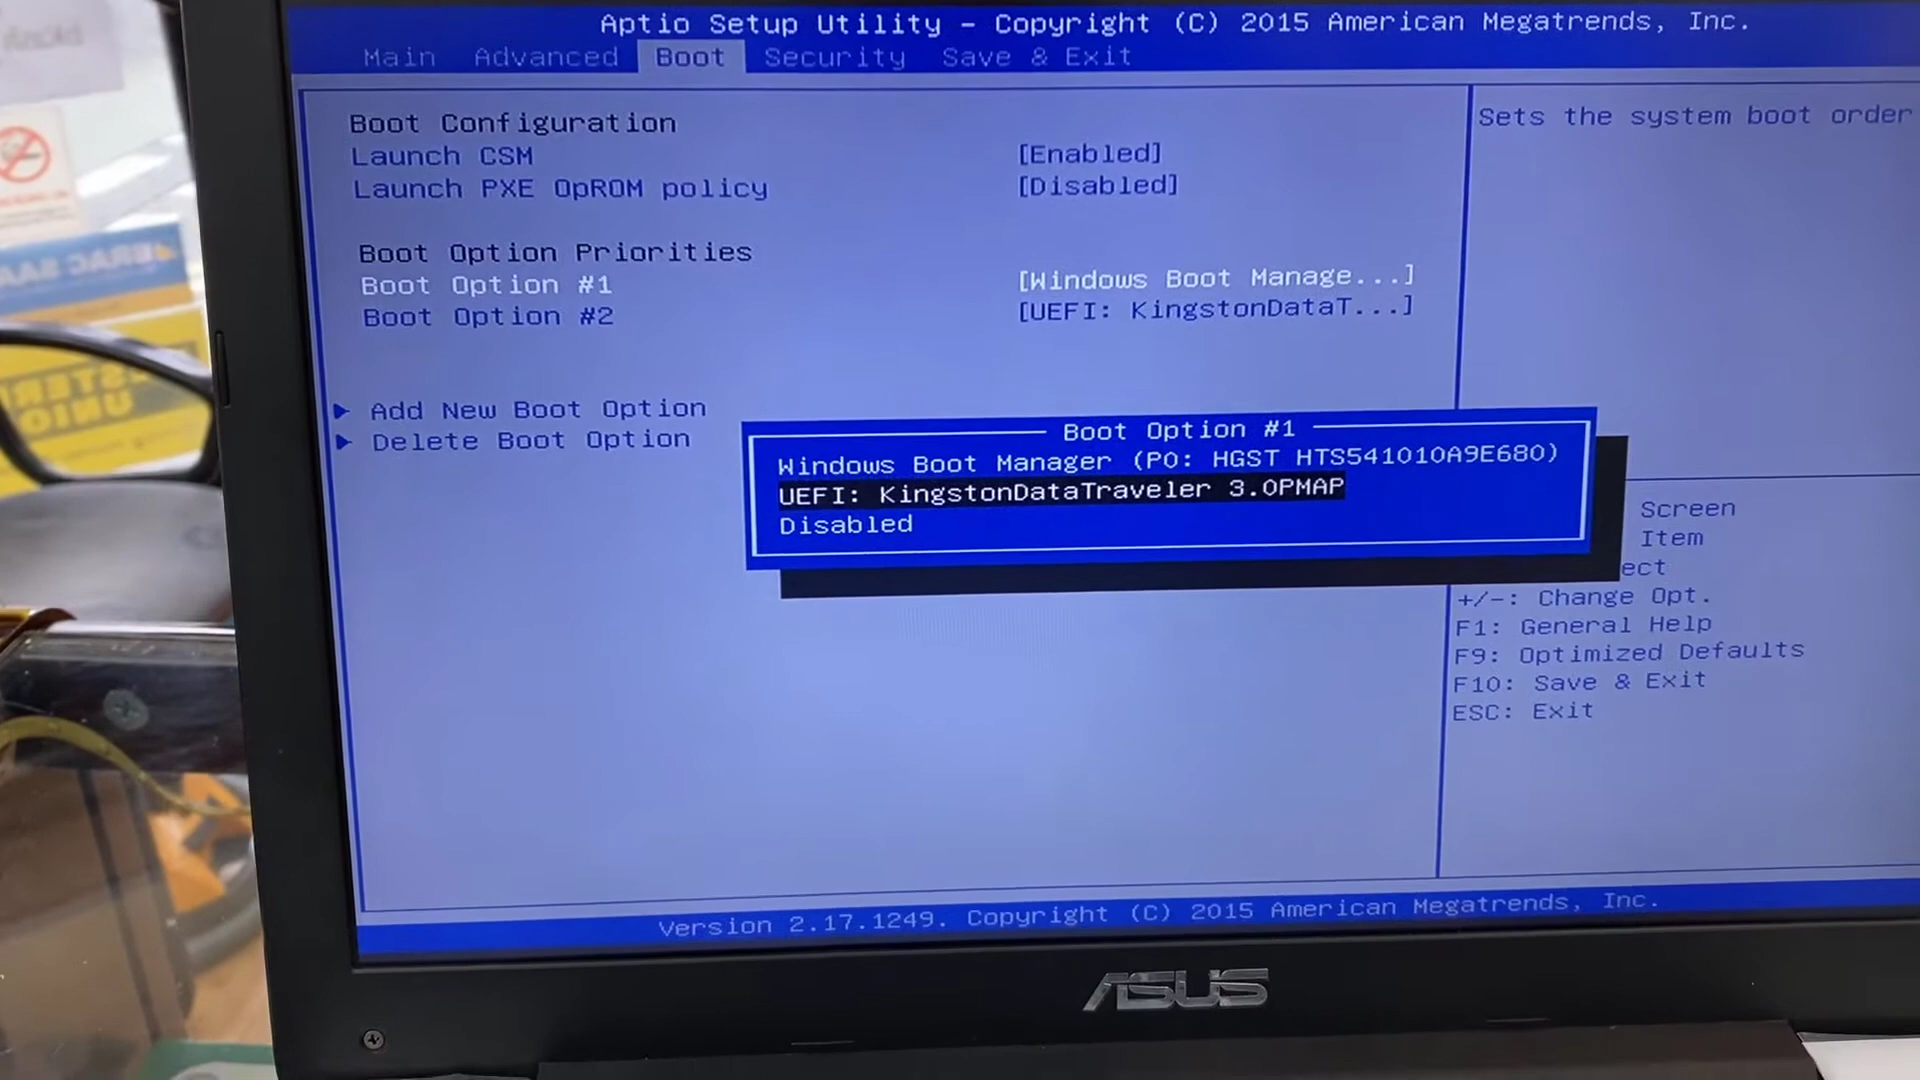 Aptio Setup Utility – Copyright (C) 2015 American Megatrends, Inc.
Main Advanced Boot Security Save & Exit
Boot Configuration
Launch CSM [Enabled]
Launch PXE OpROM policy [Disabled]
Boot Option Priorities
Boot Option #1 [Windows Boot Manage...]
Boot Option #2 [UEFI: KingstonDataT...]
Add New Boot Option
Delete Boot Option
Sets the system boot order
Boot Option #1
Windows Boot Manager (P0: HGST HTS541010A9E680)
UEFI: KingstonDataTraveler 3.0PMAP
Disabled
Screen
Item
ect
+/-: Change Opt.
F1: General Help
F9: Optimized Defaults
F10: Save & Exit
ESC: Exit
Version 2.17.1249. Copyright (C) 2015 American Megatrends, Inc.
ASUS